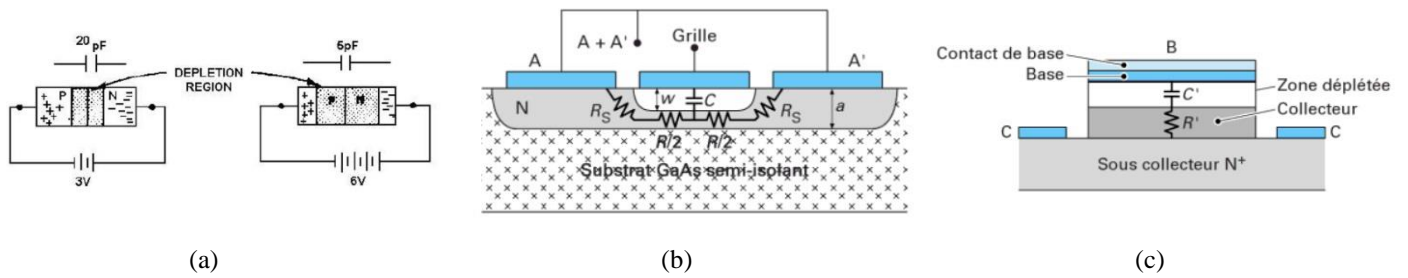 20 pF
5pF
DEPLETION
REGION
P
N
P
N
3V
6V
(a)
A + A'
Grille
A
A'
N
w
C
a
R_S
R_S
R/2
R/2
Substrat GaAs semi-isolant
(b)
B
Contact de base
Base
Zone déplétée
C'
Collecteur
R'
C
C
Sous collecteur N⁺
(c)